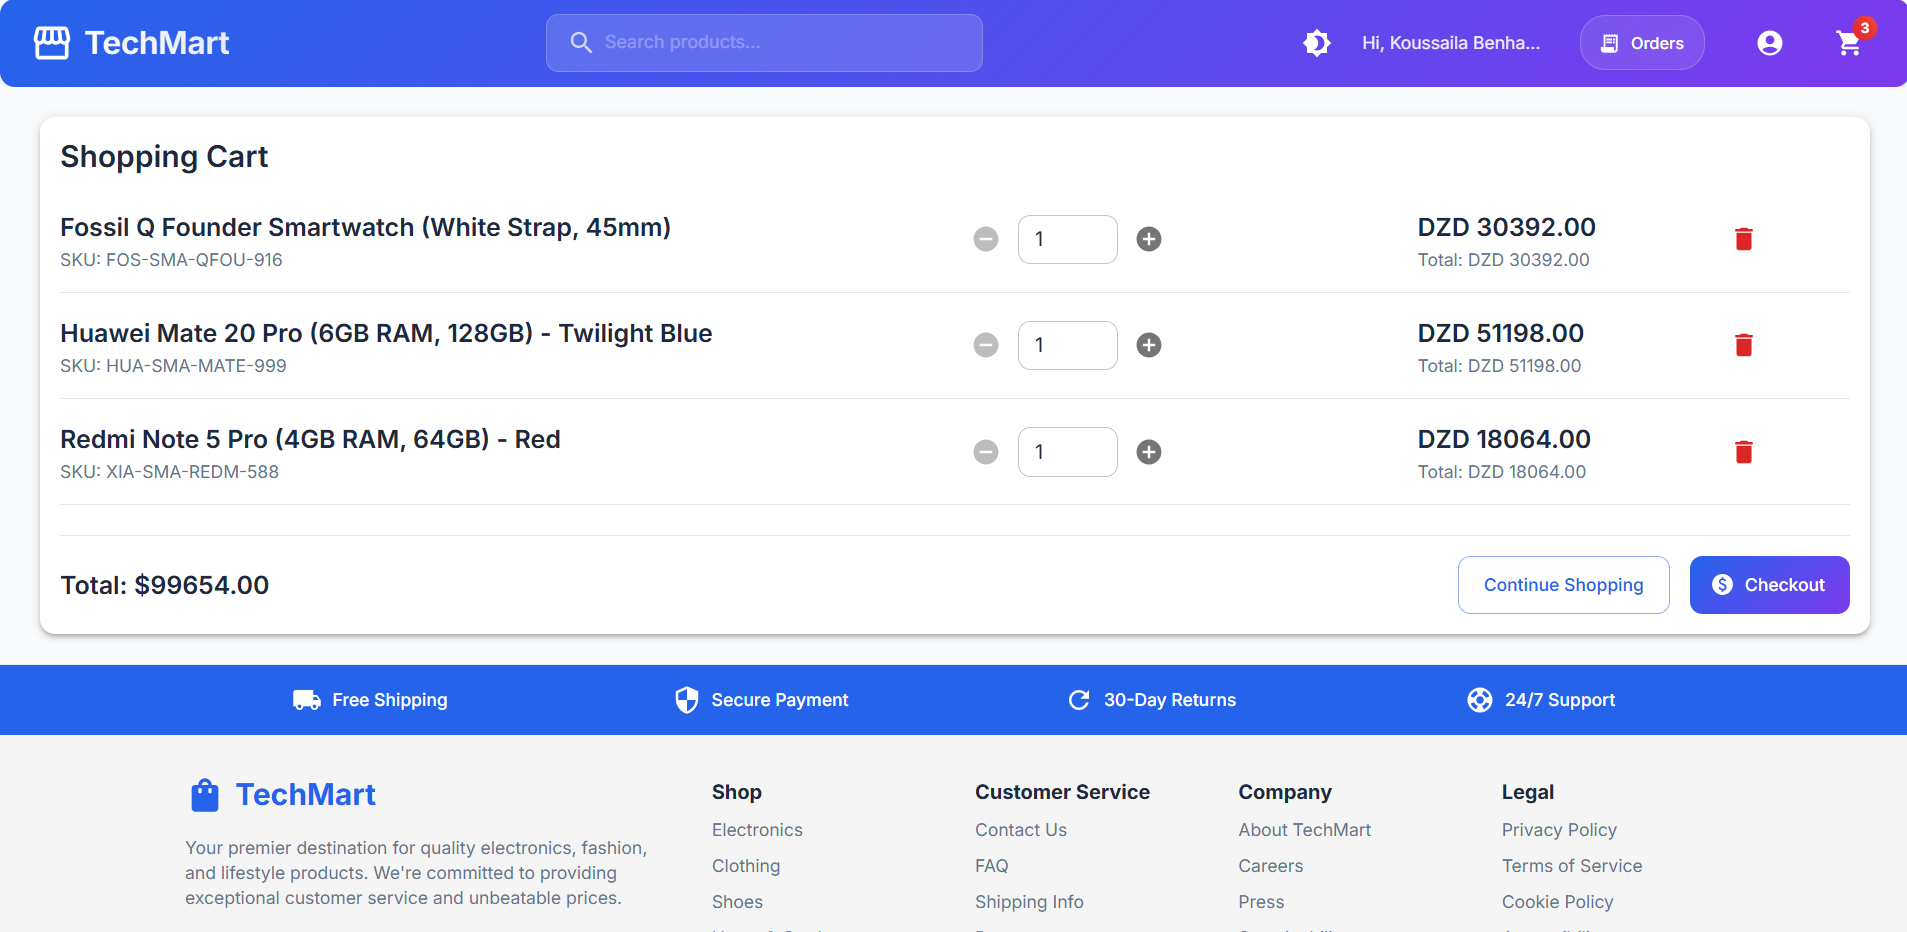 TechMart
Search products...
Hi, Koussaila Benha...
Orders
3
Shopping Cart
Fossil Q Founder Smartwatch (White Strap, 45mm)
SKU: FOS-SMA-QFOU-916
1
DZD 30392.00
Total: DZD 30392.00
Huawei Mate 20 Pro (6GB RAM, 128GB) - Twilight Blue
SKU: HUA-SMA-MATE-999
1
DZD 51198.00
Total: DZD 51198.00
Redmi Note 5 Pro (4GB RAM, 64GB) - Red
SKU: XIA-SMA-REDM-588
1
DZD 18064.00
Total: DZD 18064.00
Total: $99654.00
Continue Shopping
Checkout
Free Shipping
Secure Payment
30-Day Returns
24/7 Support
TechMart
Your premier destination for quality electronics, fashion,
and lifestyle products. We're committed to providing
exceptional customer service and unbeatable prices.
Shop
Electronics
Clothing
Shoes
Customer Service
Contact Us
FAQ
Shipping Info
Company
About TechMart
Careers
Press
Legal
Privacy Policy
Terms of Service
Cookie Policy